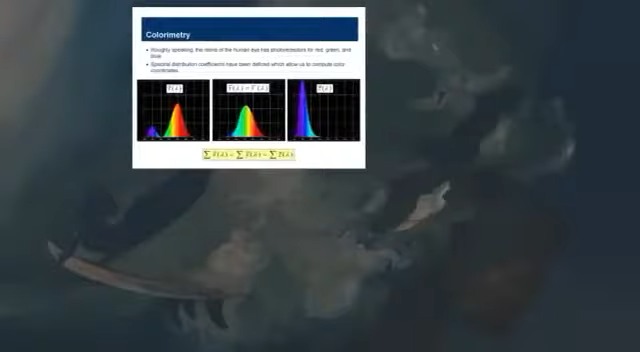 Colorimetry
Roughly speaking, the retina of the human eye has photoreceptors for red, green, and
blue.
Spectral distribution coefficients have been defined which allow us to compute color
coordinates.
x̄(λ)
ȳ(λ) = V (λ)
z̄(λ)
∑ x̄(λ) = ∑ ȳ(λ) = ∑ z̄(λ)